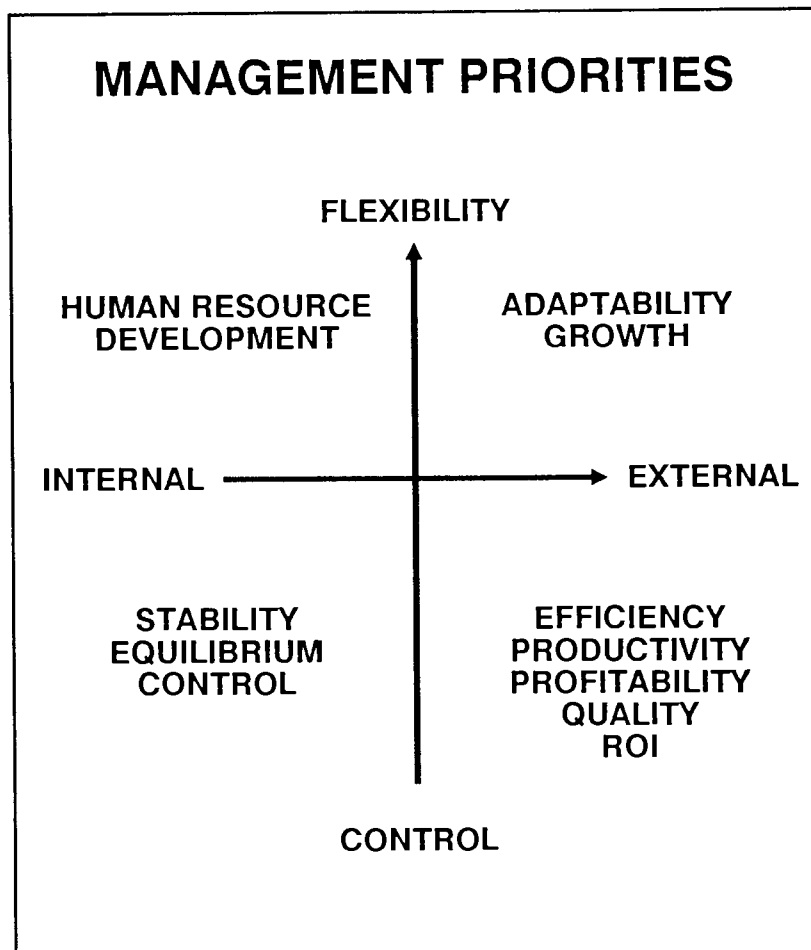 MANAGEMENT PRIORITIES
FLEXIBILITY
HUMAN RESOURCE
DEVELOPMENT
ADAPTABILITY
GROWTH
INTERNAL
EXTERNAL
STABILITY
EQUILIBRIUM
CONTROL
EFFICIENCY
PRODUCTIVITY
PROFITABILITY
QUALITY
ROI
CONTROL